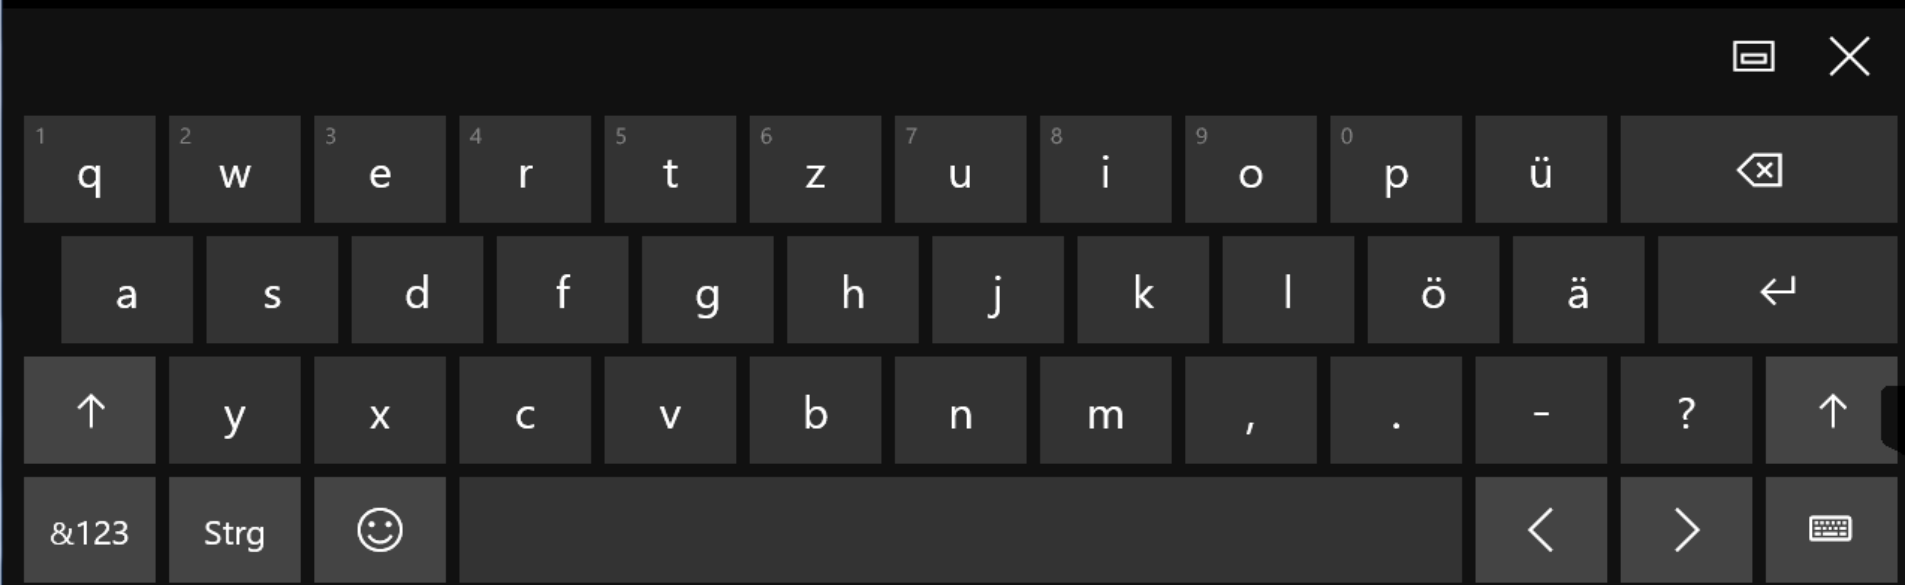 1 2 3 4 5 6 7 8 9 0
q w e r t z u i o p ü
a s d f g h j k l ö ä
y x c v b n m , . - ?
&123 Strg